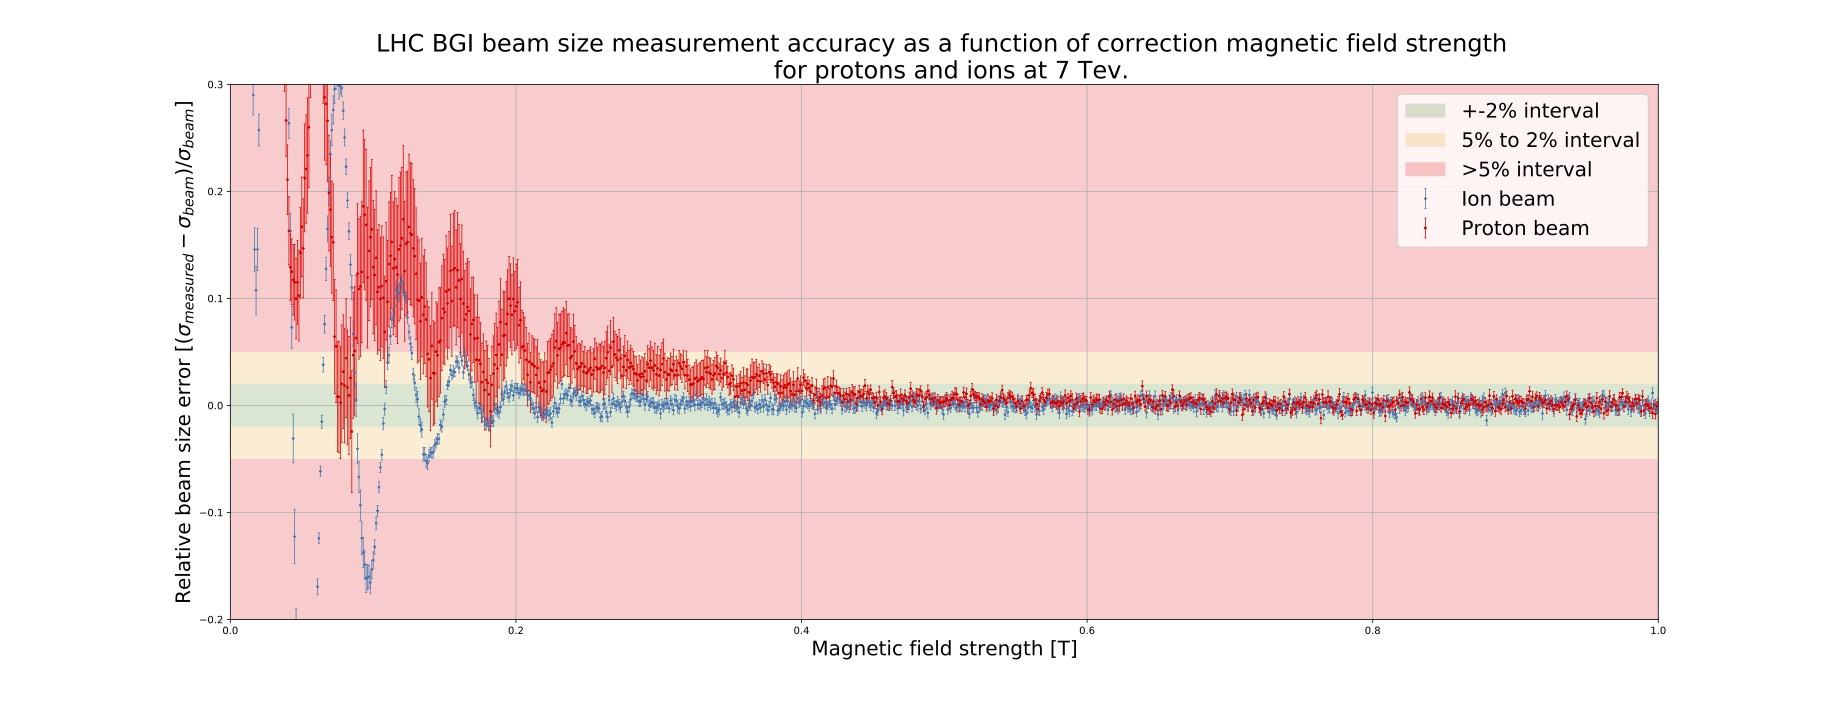 LHC BGI beam size measurement accuracy as a function of correction magnetic field strength
for protons and ions at 7 Tev.
Relative beam size error [(σmeasured − σbeam)/σbeam]
0.3
0.2
0.1
0.0
−0.1
−0.2
+-2% interval
5% to 2% interval
>5% interval
Ion beam
Proton beam
0.0 0.2 0.4 0.6 0.8 1.0
Magnetic field strength [T]